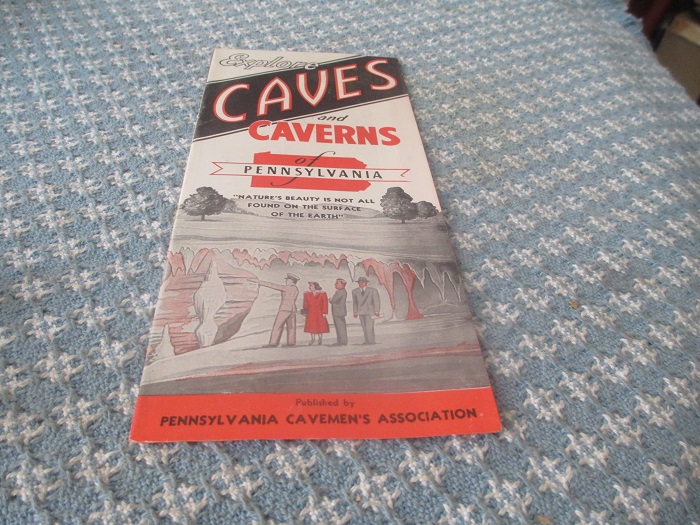 Explore
CAVES
and
CAVERNS
of
PENNSYLVANIA
"NATURE'S BEAUTY IS NOT ALL
FOUND ON THE SURFACE
OF THE EARTH"
Published by
PENNSYLVANIA CAVEMEN'S ASSOCIATION